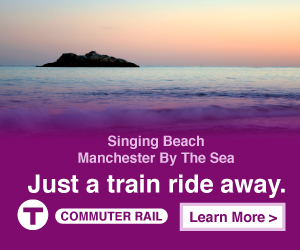 Singing Beach
Manchester By The Sea
Just a train ride away.
T COMMUTER RAIL
Learn More >